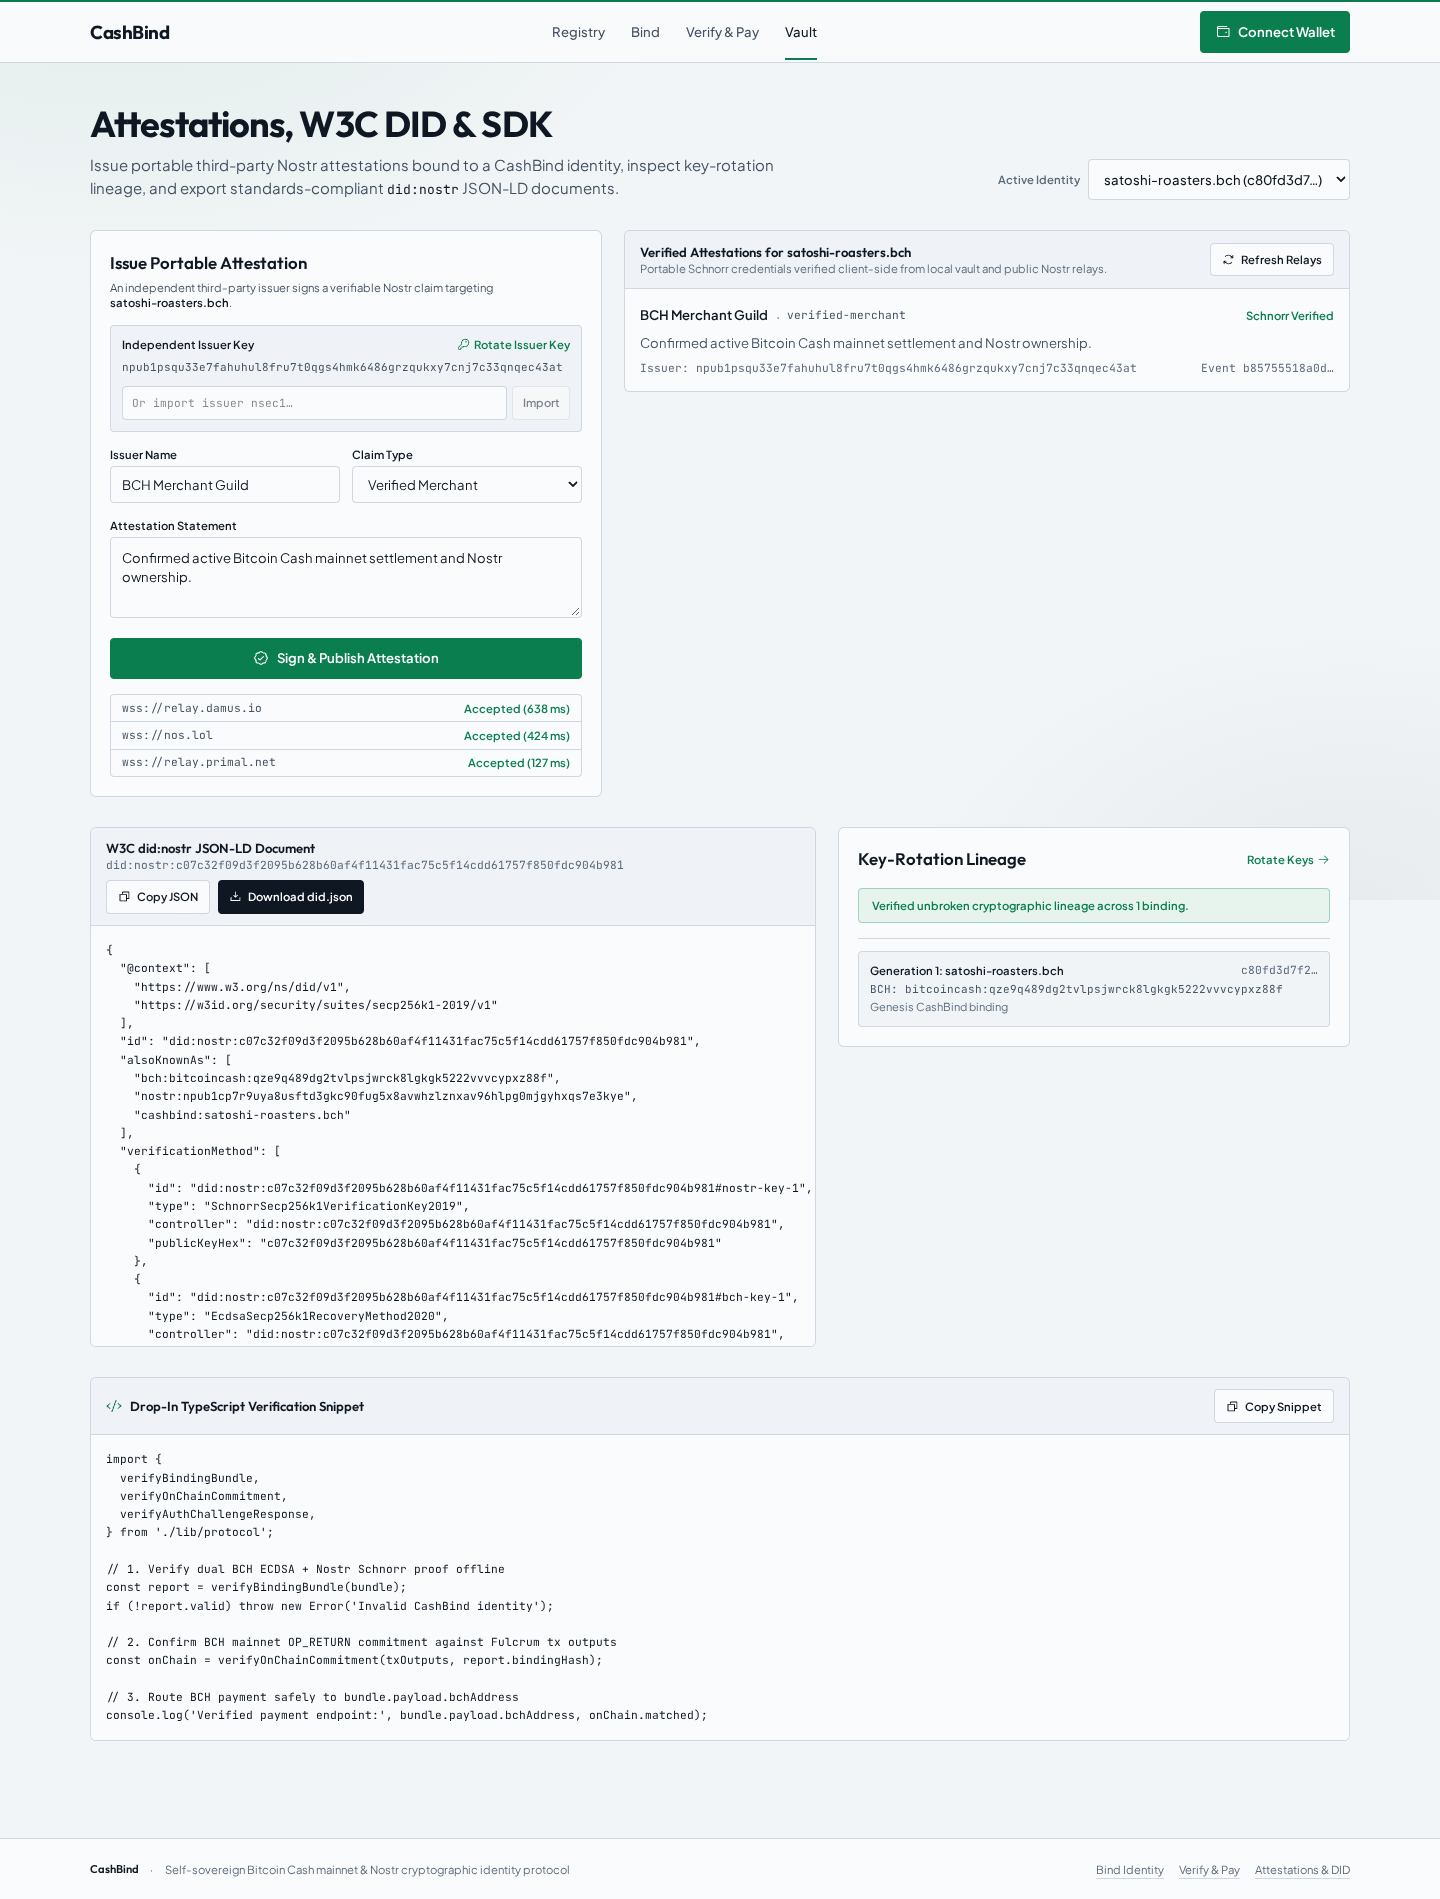 CashBind
Registry
Bind
Verify & Pay
Vault
Connect Wallet
Attestations, W3C DID & SDK
Issue portable third-party Nostr attestations bound to a CashBind identity, inspect key-rotation
lineage, and export standards-compliant did:nostr JSON-LD documents.
Active Identity
satoshi-roasters.bch (c80fd3d7…)
Issue Portable Attestation
An independent third-party issuer signs a verifiable Nostr claim targeting
satoshi-roasters.bch.
Independent Issuer Key
Rotate Issuer Key
npub1psqu33e7fahuhul8fru7t0qgs4hmk6486grzqukxy7cnj7c33qnqec43at
Or import issuer nsec1…
Import
Issuer Name
Claim Type
BCH Merchant Guild
Verified Merchant
Attestation Statement
Confirmed active Bitcoin Cash mainnet settlement and Nostr
ownership.
Sign & Publish Attestation
wss://relay.damus.io
Accepted (638 ms)
wss://nos.lol
Accepted (424 ms)
wss://relay.primal.net
Accepted (127 ms)
Verified Attestations for satoshi-roasters.bch
Portable Schnorr credentials verified client-side from local vault and public Nostr relays.
Refresh Relays
BCH Merchant Guild · verified-merchant
Schnorr Verified
Confirmed active Bitcoin Cash mainnet settlement and Nostr ownership.
Issuer: npub1psqu33e7fahuhul8fru7t0qgs4hmk6486grzqukxy7cnj7c33qnqec43at
Event b85755518a0d…
W3C did:nostr JSON-LD Document
did:nostr:c07c32f09d3f2095b628b60af4f11431fac75c5f14cdd61757f850fdc904b981
Copy JSON
Download did.json
{
  "@context": [
    "https://www.w3.org/ns/did/v1",
    "https://w3id.org/security/suites/secp256k1-2019/v1"
  ],
  "id": "did:nostr:c07c32f09d3f2095b628b60af4f11431fac75c5f14cdd61757f850fdc904b981",
  "alsoKnownAs": [
    "bch:bitcoincash:qze9q489dg2tvlpsjwrck8lgkgk5222vvvcypxz88f",
    "nostr:npub1cp7r9uya8usftd3gkc90fug5x8avwhzlznxav96hlpg0mjgyhxqs7e3kye",
    "cashbind:satoshi-roasters.bch"
  ],
  "verificationMethod": [
    {
      "id": "did:nostr:c07c32f09d3f2095b628b60af4f11431fac75c5f14cdd61757f850fdc904b981#nostr-key-1",
      "type": "SchnorrSecp256k1VerificationKey2019",
      "controller": "did:nostr:c07c32f09d3f2095b628b60af4f11431fac75c5f14cdd61757f850fdc904b981",
      "publicKeyHex": "c07c32f09d3f2095b628b60af4f11431fac75c5f14cdd61757f850fdc904b981"
    },
    {
      "id": "did:nostr:c07c32f09d3f2095b628b60af4f11431fac75c5f14cdd61757f850fdc904b981#bch-key-1",
      "type": "EcdsaSecp256k1RecoveryMethod2020",
      "controller": "did:nostr:c07c32f09d3f2095b628b60af4f11431fac75c5f14cdd61757f850fdc904b981",
Key-Rotation Lineage
Rotate Keys →
Verified unbroken cryptographic lineage across 1 binding.
Generation 1: satoshi-roasters.bch
c80fd3d7f2…
BCH: bitcoincash:qze9q489dg2tvlpsjwrck8lgkgk5222vvvcypxz88f
Genesis CashBind binding
Drop-In TypeScript Verification Snippet
Copy Snippet
import {
  verifyBindingBundle,
  verifyOnChainCommitment,
  verifyAuthChallengeResponse,
} from './lib/protocol';
// 1. Verify dual BCH ECDSA + Nostr Schnorr proof offline
const report = verifyBindingBundle(bundle);
if (!report.valid) throw new Error('Invalid CashBind identity');
// 2. Confirm BCH mainnet OP_RETURN commitment against Fulcrum tx outputs
const onChain = verifyOnChainCommitment(txOutputs, report.bindingHash);
// 3. Route BCH payment safely to bundle.payload.bchAddress
console.log('Verified payment endpoint:', bundle.payload.bchAddress, onChain.matched);
CashBind · Self-sovereign Bitcoin Cash mainnet & Nostr cryptographic identity protocol
Bind Identity
Verify & Pay
Attestations & DID